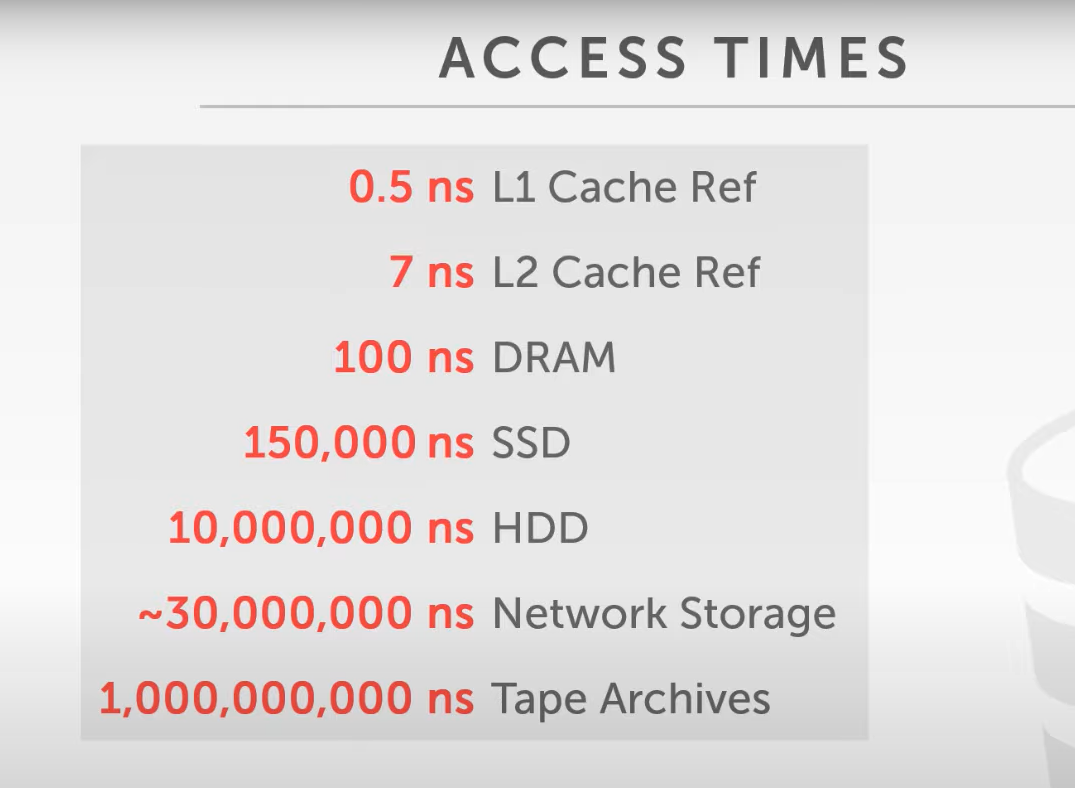 ACCESS TIMES
0.5 ns L1 Cache Ref
7 ns L2 Cache Ref
100 ns DRAM
150,000 ns SSD
10,000,000 ns HDD
~30,000,000 ns Network Storage
1,000,000,000 ns Tape Archives